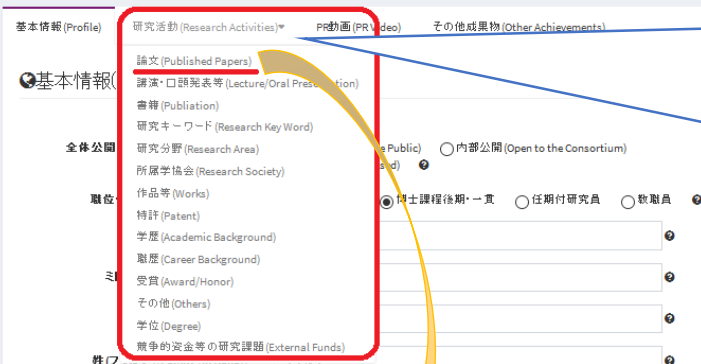 基本情報(Profile) 研究活動(Research Activities) PR動画(PR Video) その他成果物(Other Achievements)
論文(Published Papers)
基本情報(
講演・口頭発表等(Lecture/Oral Presentation)
書籍(Publiation)
研究キーワード(Research Key Word)
全体公開 研究分野(Research Area) e Public) 内部公開(Open to the Consortium)
所属学協会(Research Society) sed)
作品等(Works)
職位 博士課程後期・一貫 任期付研究員 教職員
特許(Patent)
学歴(Academic Background)
職歴(Career Background)
ミ 受賞(Award/Honor)
その他(Others)
学位(Degree)
競争的資金等の研究課題(External Funds)
姓(フ